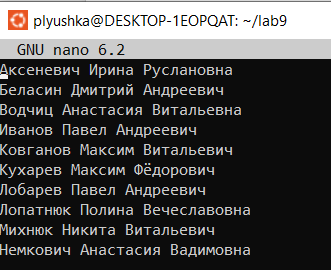 plyushka@DESKTOP-1EOPQAT: ~/lab9
GNU nano 6.2
Аксеневич Ирина Руслановна
Беласин Дмитрий Андреевич
Водчиц Анастасия Витальевна
Иванов Павел Андреевич
Ковганов Максим Витальевич
Кухарев Максим Фёдорович
Лобарев Павел Андреевич
Лопатнюк Полина Вечеславовна
Михнюк Никита Витальевич
Немкович Анастасия Вадимовна